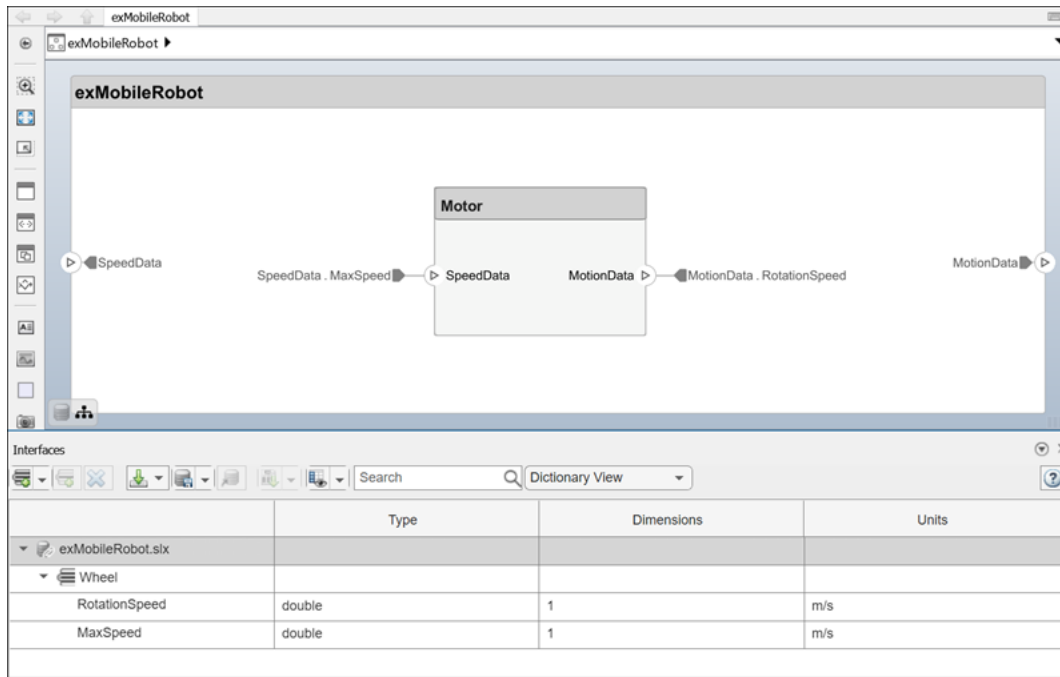 exMobileRobot
exMobileRobot
exMobileRobot
Motor
SpeedData
SpeedData . MaxSpeed
SpeedData
MotionData
MotionData . RotationSpeed
MotionData
Interfaces
Search
Dictionary View
?
Type Dimensions Units
exMobileRobot.slx
Wheel
RotationSpeed double 1 m/s
MaxSpeed double 1 m/s